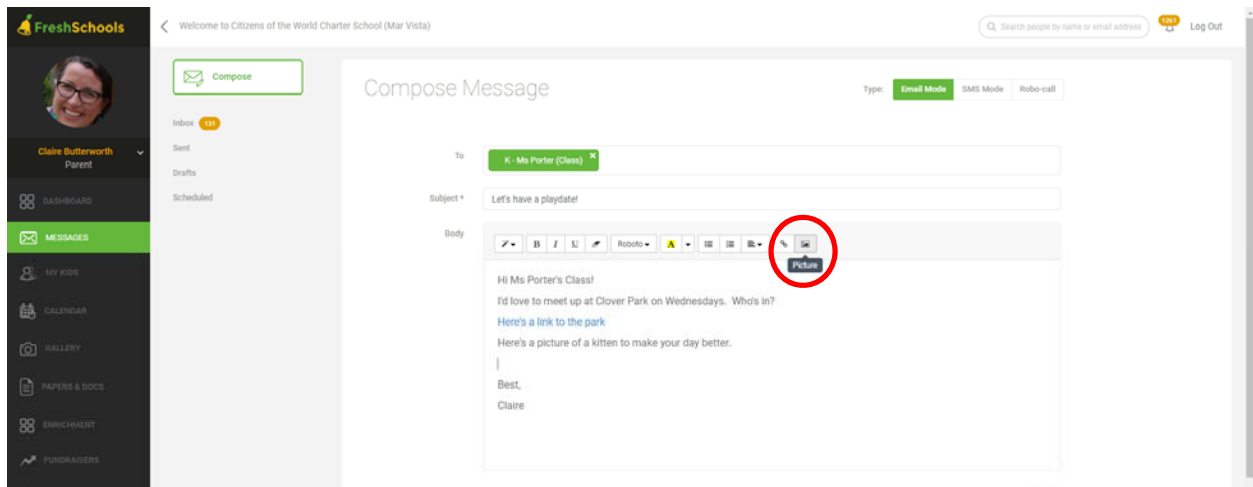 FreshSchools
Welcome to Citizens of the World Charter School (Mar Vista)
Search people by name or email address
1261
Log Out
Claire Butterworth
Parent
DASHBOARD
MESSAGES
MY KIDS
CALENDAR
GALLERY
PAPERS & DOCS
ENRICHMENT
FUNDRAISERS
Compose
Inbox 131
Sent
Drafts
Scheduled
Compose Message
Type: Email Mode SMS Mode Robo-call
To K - Ms Porter (Class) ×
Subject * Let's have a playdate!
Body
B I U Roboto A
Picture
Hi Ms Porter's Class!
I'd love to meet up at Clover Park on Wednesdays. Who's in?
Here's a link to the park
Here's a picture of a kitten to make your day better.
Best,
Claire